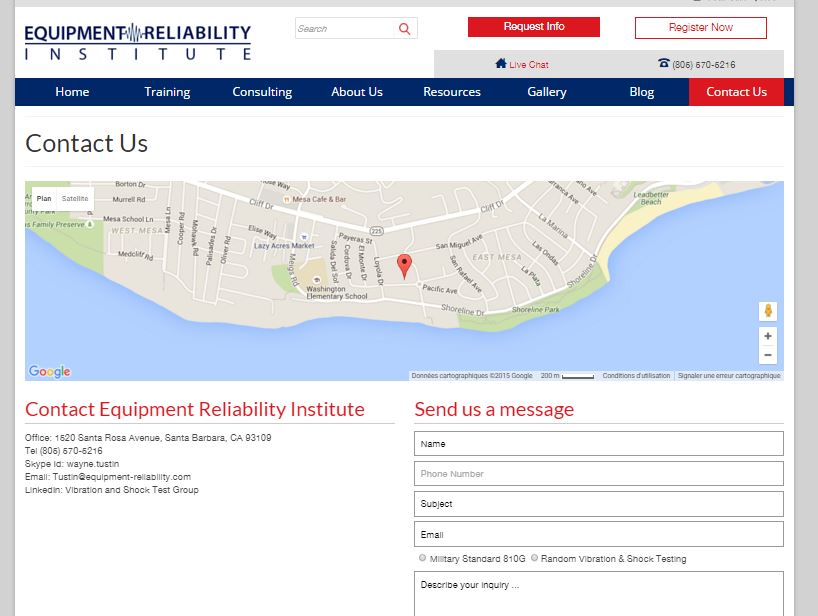 EQUIPMENT RELIABILITY
INSTITUTE
Search
Request Info
Register Now
Live Chat
(805) 570-5216
Home
Training
Consulting
About Us
Resources
Gallery
Blog
Contact Us
Contact Us
Plan
Satellite
Borton Dr
Murrell Rd
Mesa School Ln
s Family Preserve
WEST MESA
Medcliff Rd
Mesa Ln
Cooper Rd
Mohawk Rd
Palisades Dr
Oliver Rd
Cliff Dr
Mesa Cafe & Bar
Elise Way
Lazy Acres Market
Meigs Rd
Payeras St
225
Salida Del Sol
Cordova Dr
El Monte Dr
Loyola Dr
Washington
Elementary School
Cliff Dr
San Miguel Ave
EAST MESA
San Rafael Ave
Pacific Ave
La Marina
Las Ondas
La Plata
Shoreline Dr
Shoreline Dr
Shoreline Park
Leadbetter
Beach
Google
Données cartographiques ©2015 Google
200 m
Conditions d'utilisation
Signaler une erreur cartographique
Contact Equipment Reliability Institute
Office: 1520 Santa Rosa Avenue, Santa Barbara, CA 93109
Tel (805) 570-5216
Skype Id: wayne.tustin
Email: Tustin@equipment-reliability.com
LinkedIn: Vibration and Shock Test Group
Send us a message
Name
Phone Number
Subject
Email
Military Standard 810G
Random Vibration & Shock Testing
Describe your inquiry ...